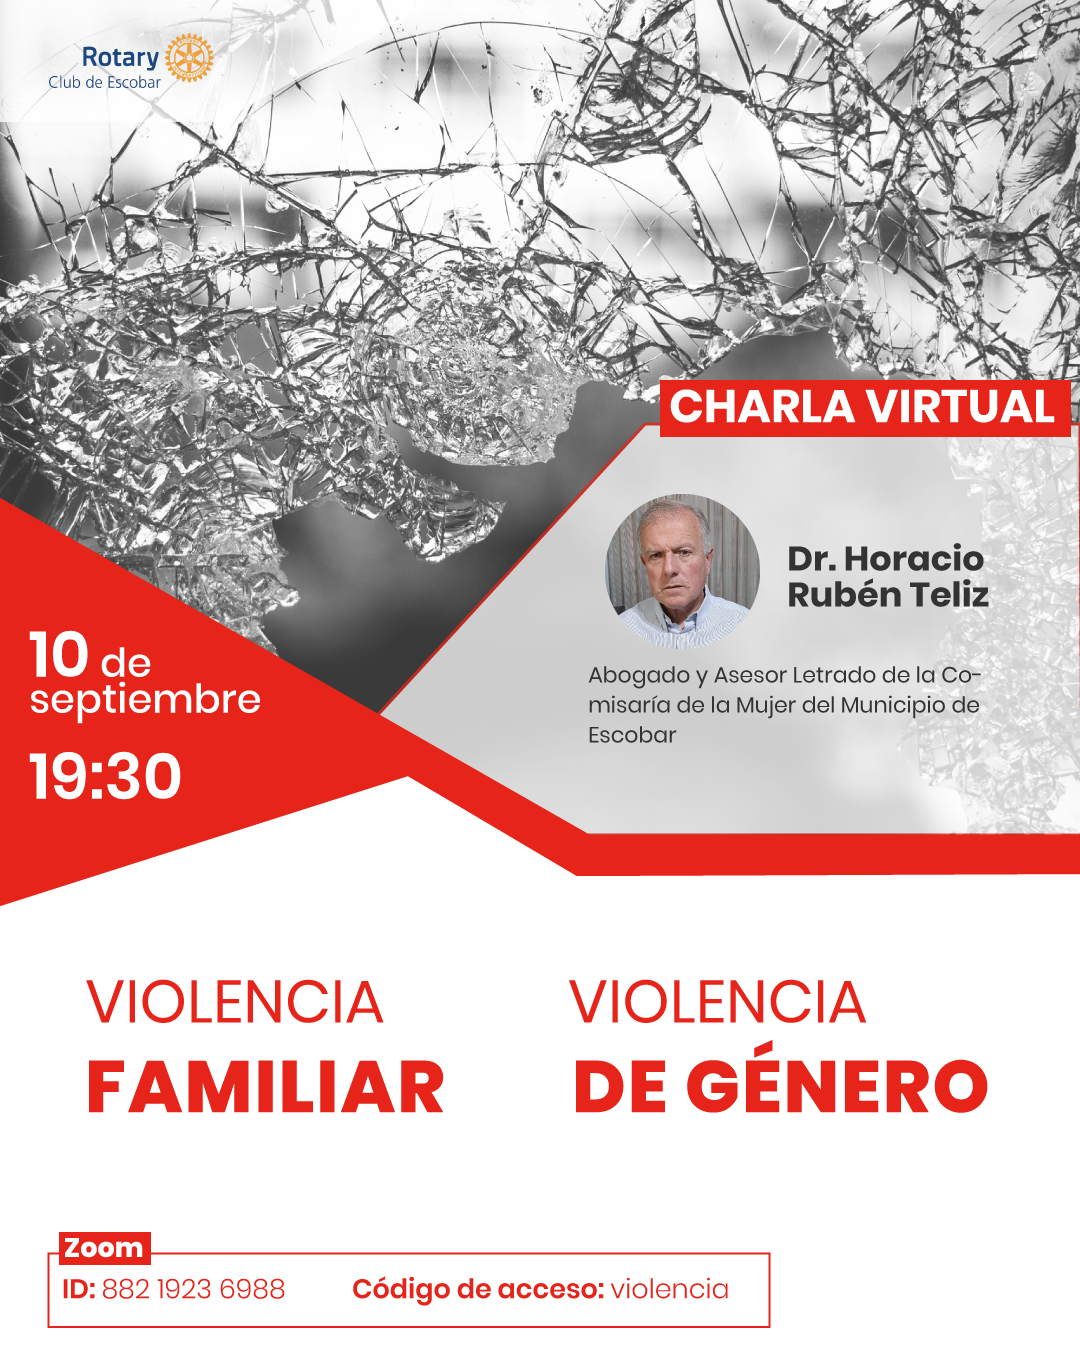 Rotary
Club de Escobar
CHARLA VIRTUAL
Dr. Horacio
Rubén Teliz
Abogado y Asesor Letrado de la Co-
misaría de la Mujer del Municipio de
Escobar
10 de
septiembre
19:30
VIOLENCIA
FAMILIAR
VIOLENCIA
DE GÉNERO
Zoom
ID: 882 1923 6988 Código de acceso: violencia